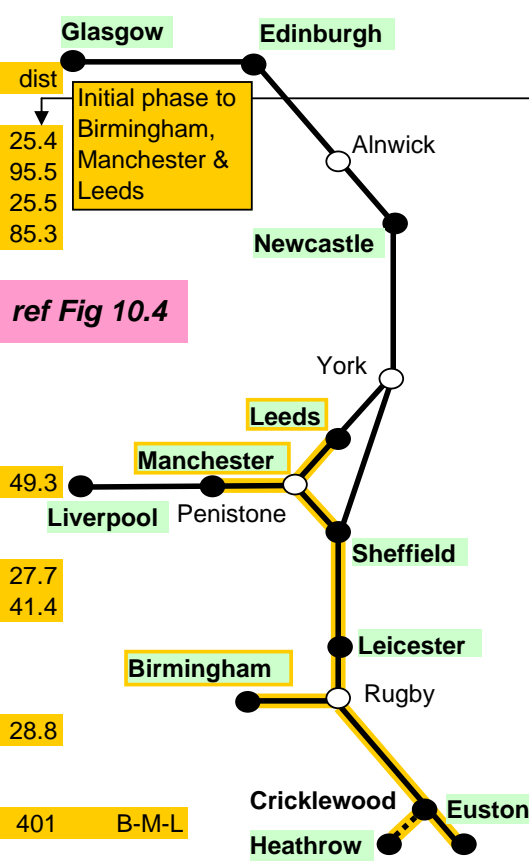 Glasgow
Edinburgh
dist
Initial phase to
Birmingham,
Manchester &
Leeds
25.4
95.5
25.5
85.3
Alnwick
Newcastle
ref Fig 10.4
York
Leeds
Manchester
49.3
Liverpool
Penistone
Sheffield
27.7
41.4
Leicester
Birmingham
Rugby
28.8
Cricklewood
Euston
401 B-M-L
Heathrow